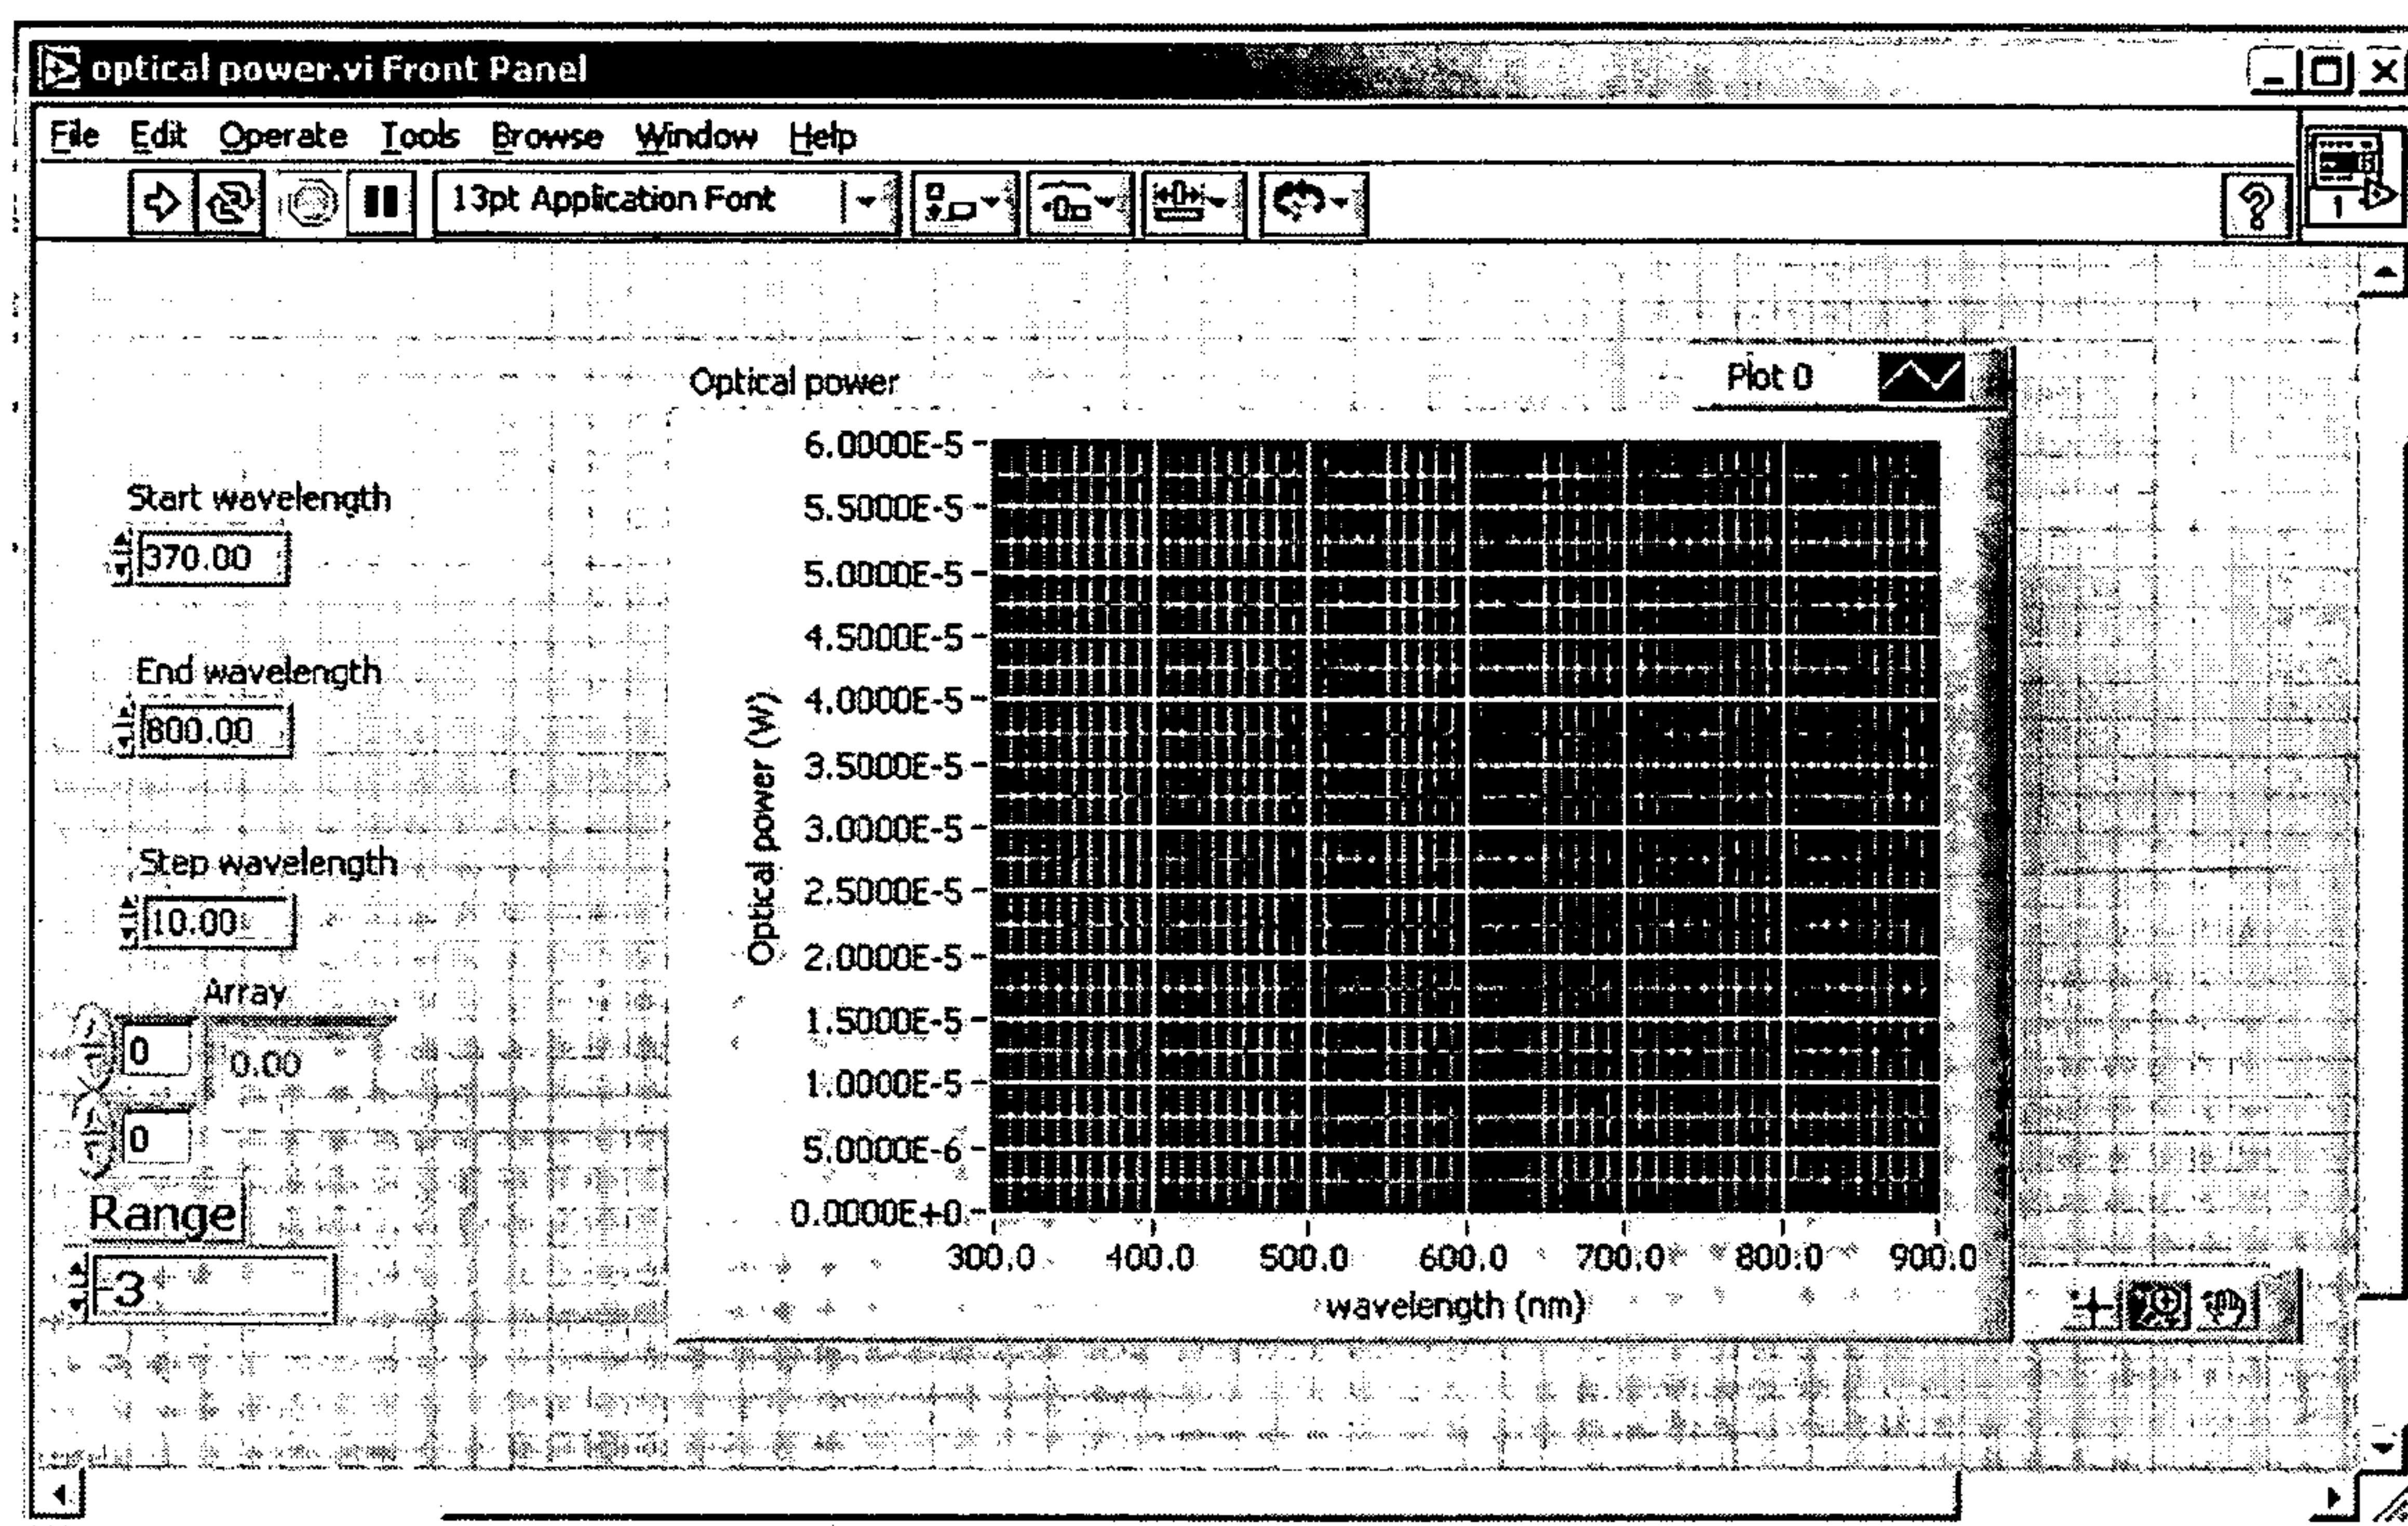 optical power.vi Front Panel
File Edit Operate Tools Browse Window Help
13pt Application Font
1
Optical power
Plot 0
Start wavelength
370.00
End wavelength
800.00
Step wavelength
10.00
Array
0
0.00
0
Range
-3
Optical power (W)
6.0000E-5
5.5000E-5
5.0000E-5
4.5000E-5
4.0000E-5
3.5000E-5
3.0000E-5
2.5000E-5
2.0000E-5
1.5000E-5
1.0000E-5
5.0000E-6
0.0000E+0
300.0 400.0 500.0 600.0 700.0 800.0 900.0
wavelength (nm)